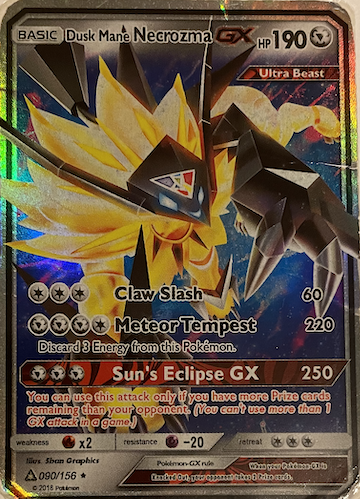 BASIC Dusk Mane Necrozma GX HP 190
Ultra Beast
Claw Slash 60
Meteor Tempest 220
Discard 3 Energy from this Pokémon.
Sun's Eclipse GX 250
You can use this attack only if you have more Prize cards
remaining than your opponent. (You can't use more than 1
GX attack in a game.)
weakness x2 resistance -20 retreat
Illus. 5ban Graphics
Pokémon-GX rule
When your Pokémon-GX is
Knocked Out, your opponent takes 2 Prize cards.
090/156
© 2018 Pokémon